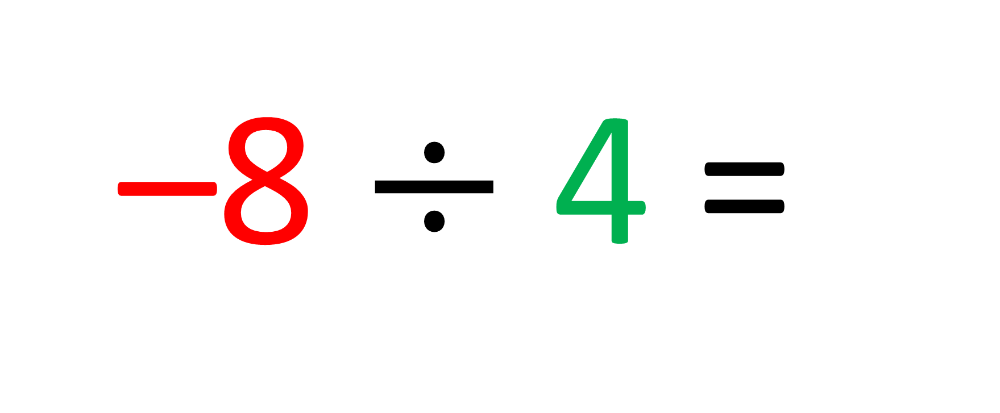 −8 ÷ 4 =